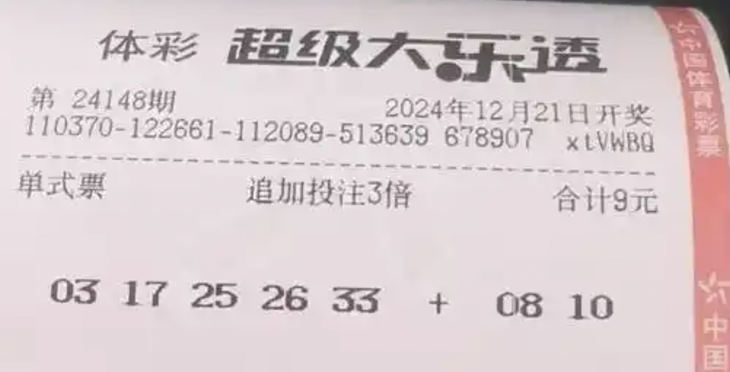 体彩 超级大乐透
第 24148期 2024年12月21日开奖
110370-122661-112089-513639 678907 xtVWBQ
单式票 追加投注3倍 合计9元
03 17 25 26 33 + 08 10
中国体育彩票
中国